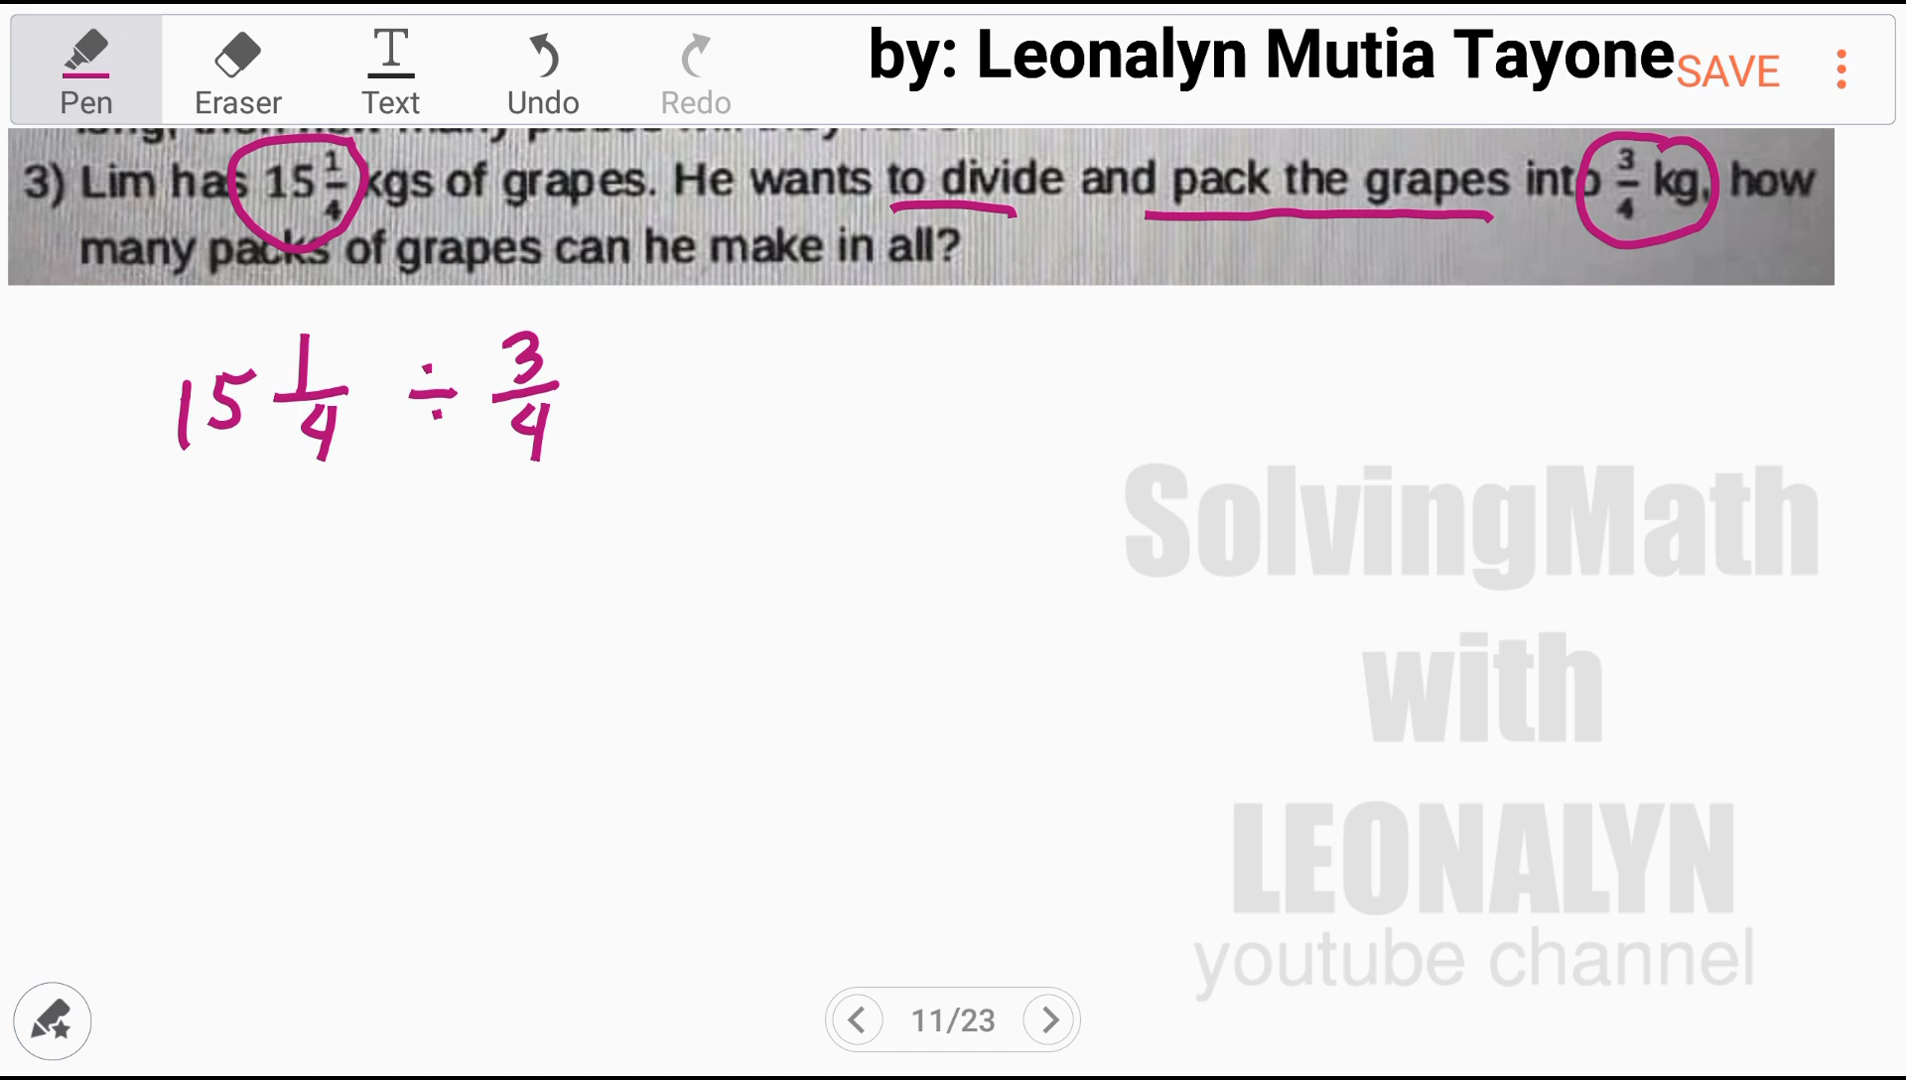 by: Leonalyn Mutia Tayone
SAVE
Pen Eraser Text Undo Redo
3) Lim has 15 1/4 kgs of grapes. He wants to divide and pack the grapes into 3/4 kg, how
many packs of grapes can he make in all?
15 1/4 ÷ 3/4
SolvingMath
with
LEONALYN
youtube channel
11/23